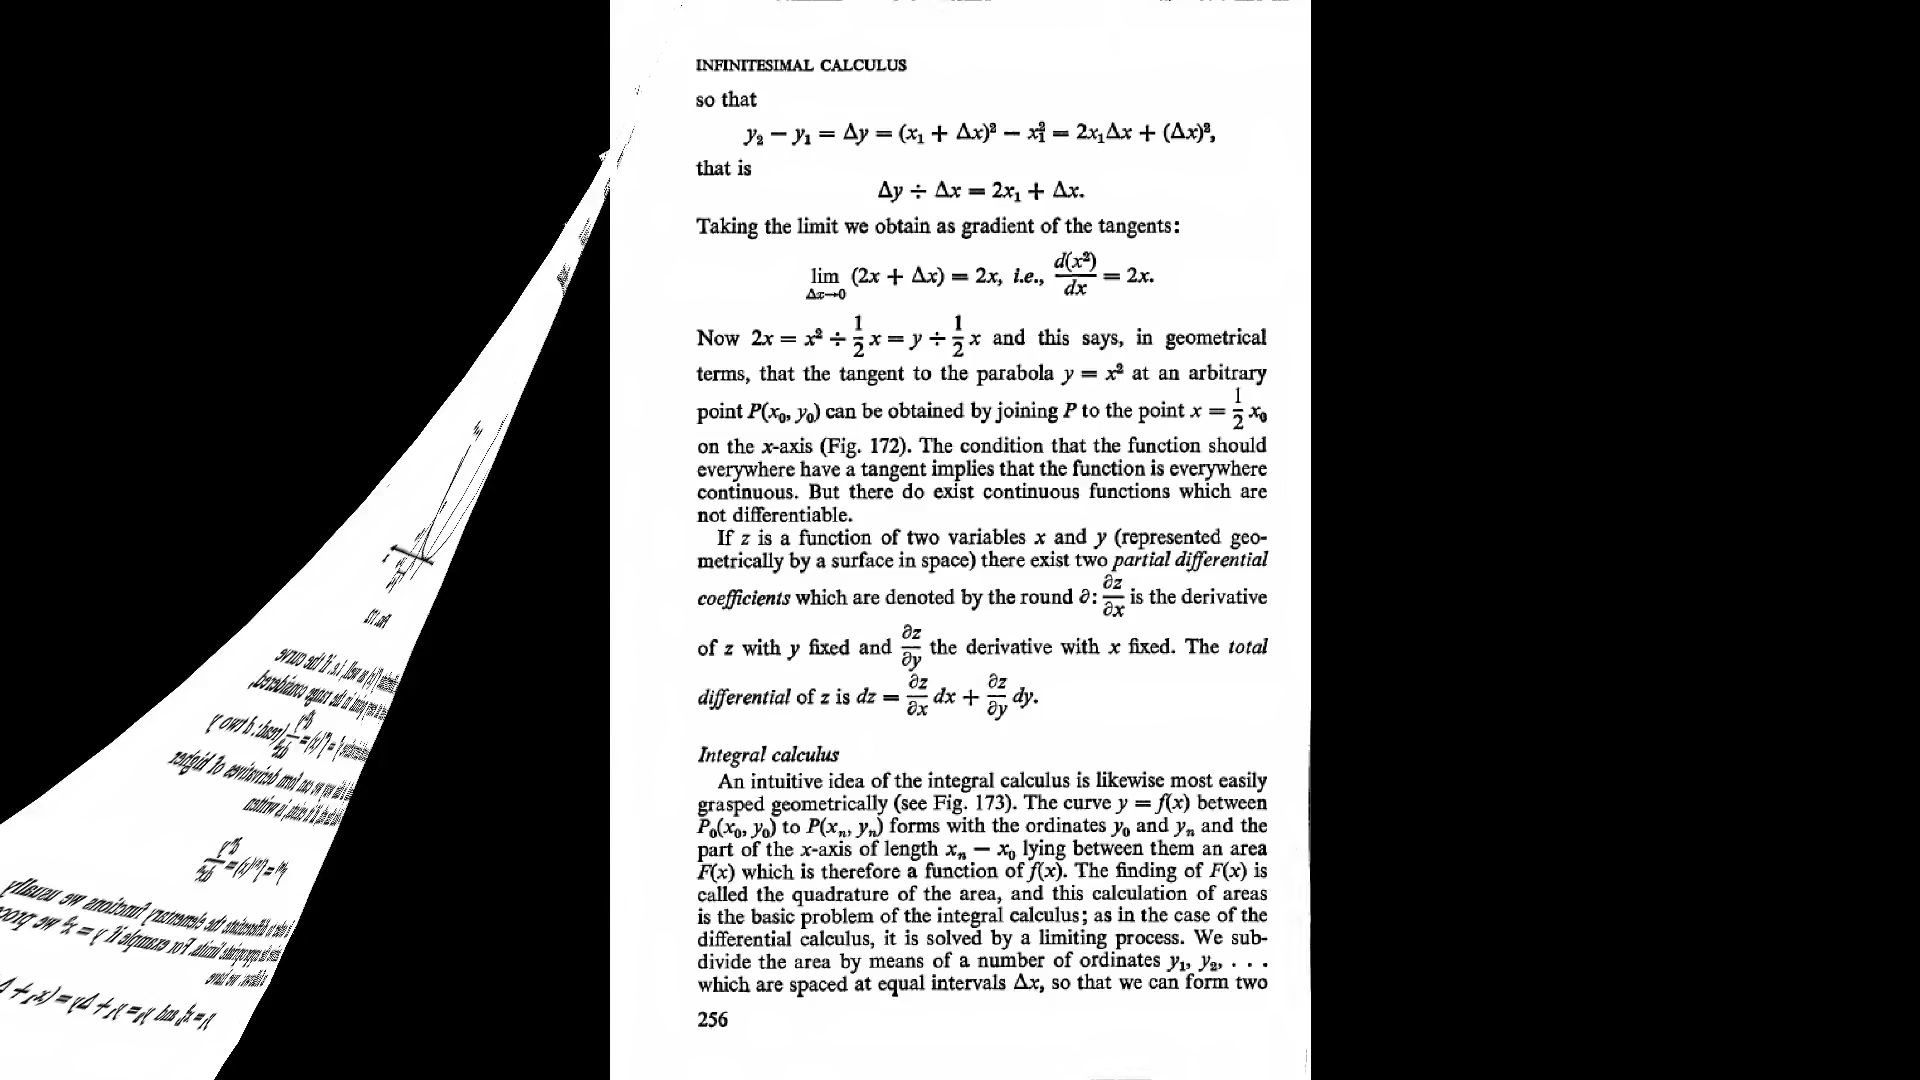 INFINITESIMAL CALCULUS
so that
y₂ − y₁ = Δy = (x₁ + Δx)² − x₁² = 2x₁Δx + (Δx)²,
that is
Δy ÷ Δx = 2x₁ + Δx.
Taking the limit we obtain as gradient of the tangents:
lim (2x + Δx) = 2x, i.e., d(x²)/dx = 2x.
Δx→0
Now 2x = x² ÷ 1/2 x = y ÷ 1/2 x and this says, in geometrical
terms, that the tangent to the parabola y = x² at an arbitrary
point P(x₀, y₀) can be obtained by joining P to the point x = 1/2 x₀
on the x-axis (Fig. 172). The condition that the function should
everywhere have a tangent implies that the function is everywhere
continuous. But there do exist continuous functions which are
not differentiable.
If z is a function of two variables x and y (represented geo-
metrically by a surface in space) there exist two partial differential
coefficients which are denoted by the round ∂: ∂z/∂x is the derivative
of z with y fixed and ∂z/∂y the derivative with x fixed. The total
differential of z is dz = ∂z/∂x dx + ∂z/∂y dy.
Integral calculus
An intuitive idea of the integral calculus is likewise most easily
grasped geometrically (see Fig. 173). The curve y = f(x) between
P₀(x₀, y₀) to P(xₙ, yₙ) forms with the ordinates y₀ and yₙ and the
part of the x-axis of length xₙ − x₀ lying between them an area
F(x) which is therefore a function of f(x). The finding of F(x) is
called the quadrature of the area, and this calculation of areas
is the basic problem of the integral calculus; as in the case of the
differential calculus, it is solved by a limiting process. We sub-
divide the area by means of a number of ordinates y₁, y₂, . . .
which are spaced at equal intervals Δx, so that we can form two
256